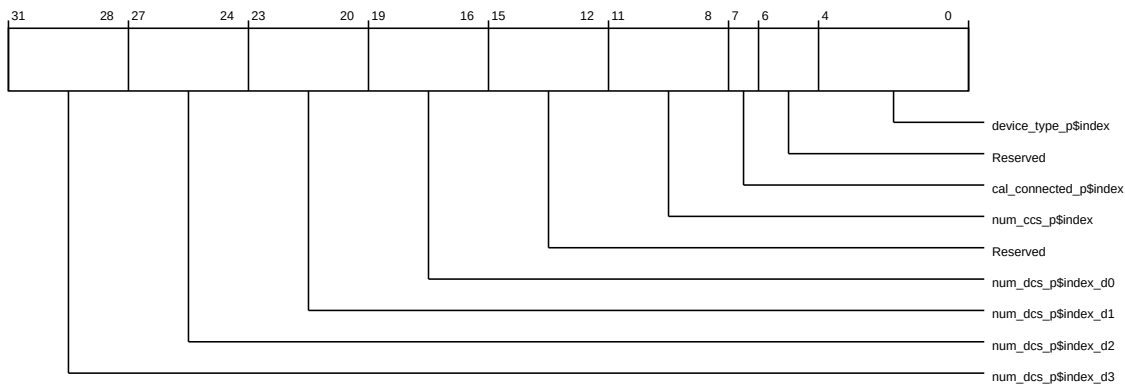 31 28 27 24 23 20 19 16 15 12 11 8 7 6 4 0
device_type_p$index
Reserved
cal_connected_p$index
num_ccs_p$index
Reserved
num_dcs_p$index_d0
num_dcs_p$index_d1
num_dcs_p$index_d2
num_dcs_p$index_d3